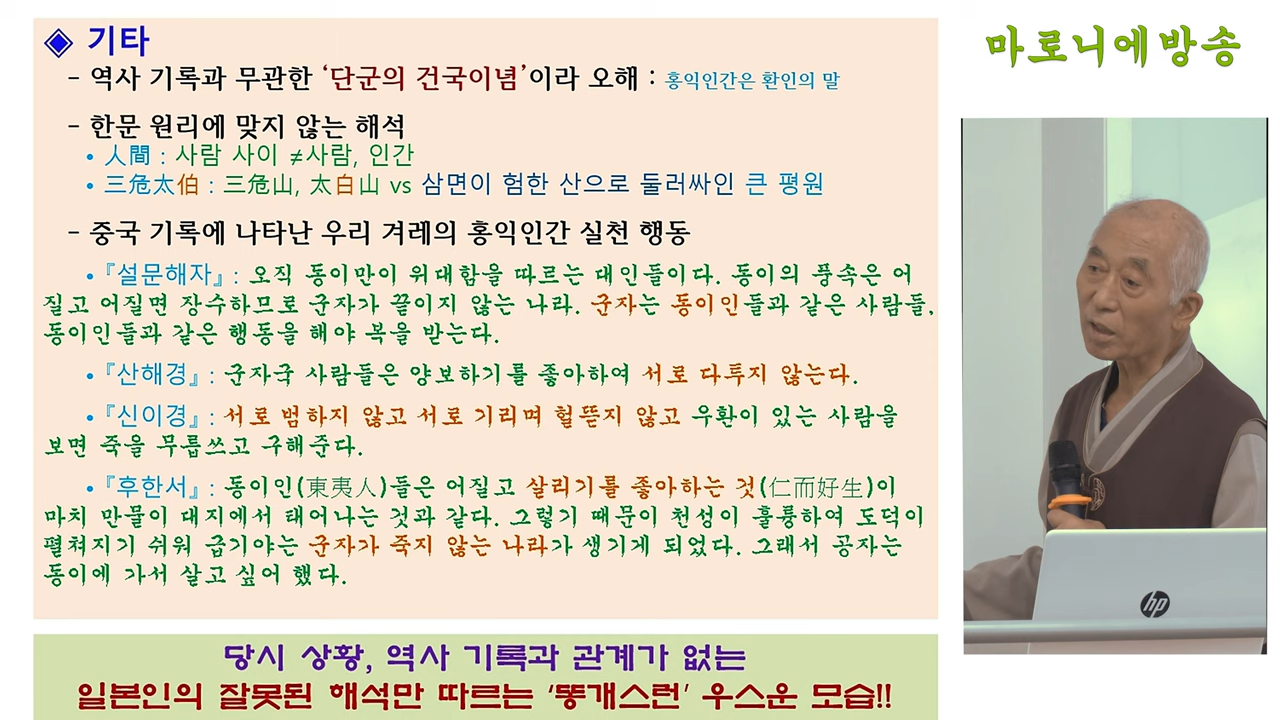 ◈ 기타
마로니에방송
- 역사 기록과 무관한 ‘단군의 건국이념’이라 오해 : 홍익인간은 환인의 말
- 한문 원리에 맞지 않는 해석
• 人間 : 사람 사이 ≠사람, 인간
• 三危太伯 : 三危山, 太白山 vs 삼면이 험한 산으로 둘러싸인 큰 평원
- 중국 기록에 나타난 우리 겨레의 홍익인간 실천 행동
• 『설문해자』 : 오직 동이만이 위대함을 따르는 대인들이다. 동이의 풍속은 어
질고 어질면 장수하므로 군자가 끝이지 않는 나라. 군자는 동이인들과 같은 사람들,
동이인들과 같은 행동을 해야 복을 받는다.
• 『산해경』 : 군자국 사람들은 양보하기를 좋아하여 서로 다투지 않는다.
• 『신이경』 : 서로 범하지 않고 서로 기리며 헐뜯지 않고 우환이 있는 사람을
보면 죽을 무릅쓰고 구해준다.
• 『후한서』 : 동이인(東夷人)들은 어질고 살리기를 좋아하는 것(仁而好生)이
마치 만물이 대지에서 태어나는 것과 같다. 그렇기 때문이 천성이 훌륭하여 도덕이
펼쳐지기 쉬워 급기야는 군자가 죽지 않는 나라가 생기게 되었다. 그래서 공자는
동이에 가서 살고 싶어 했다.
당시 상황, 역사 기록과 관계가 없는
일본인의 잘못된 해석만 따르는 ‘똥개스런’ 우스운 모습!!
hp